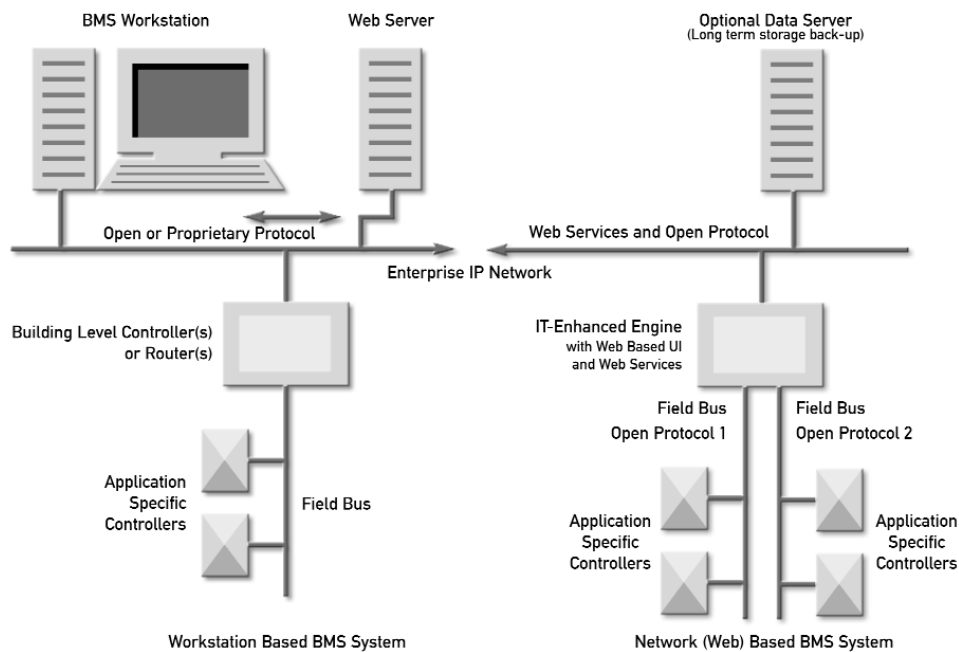 BMS Workstation
Web Server
Optional Data Server
(Long term storage back-up)
Open or Proprietary Protocol
Web Services and Open Protocol
Enterprise IP Network
Building Level Controller(s)
or Router(s)
IT-Enhanced Engine
with Web Based UI
and Web Services
Field Bus
Open Protocol 1
Field Bus
Open Protocol 2
Application
Specific
Controllers
Field Bus
Application
Specific
Controllers
Application
Specific
Controllers
Workstation Based BMS System
Network (Web) Based BMS System